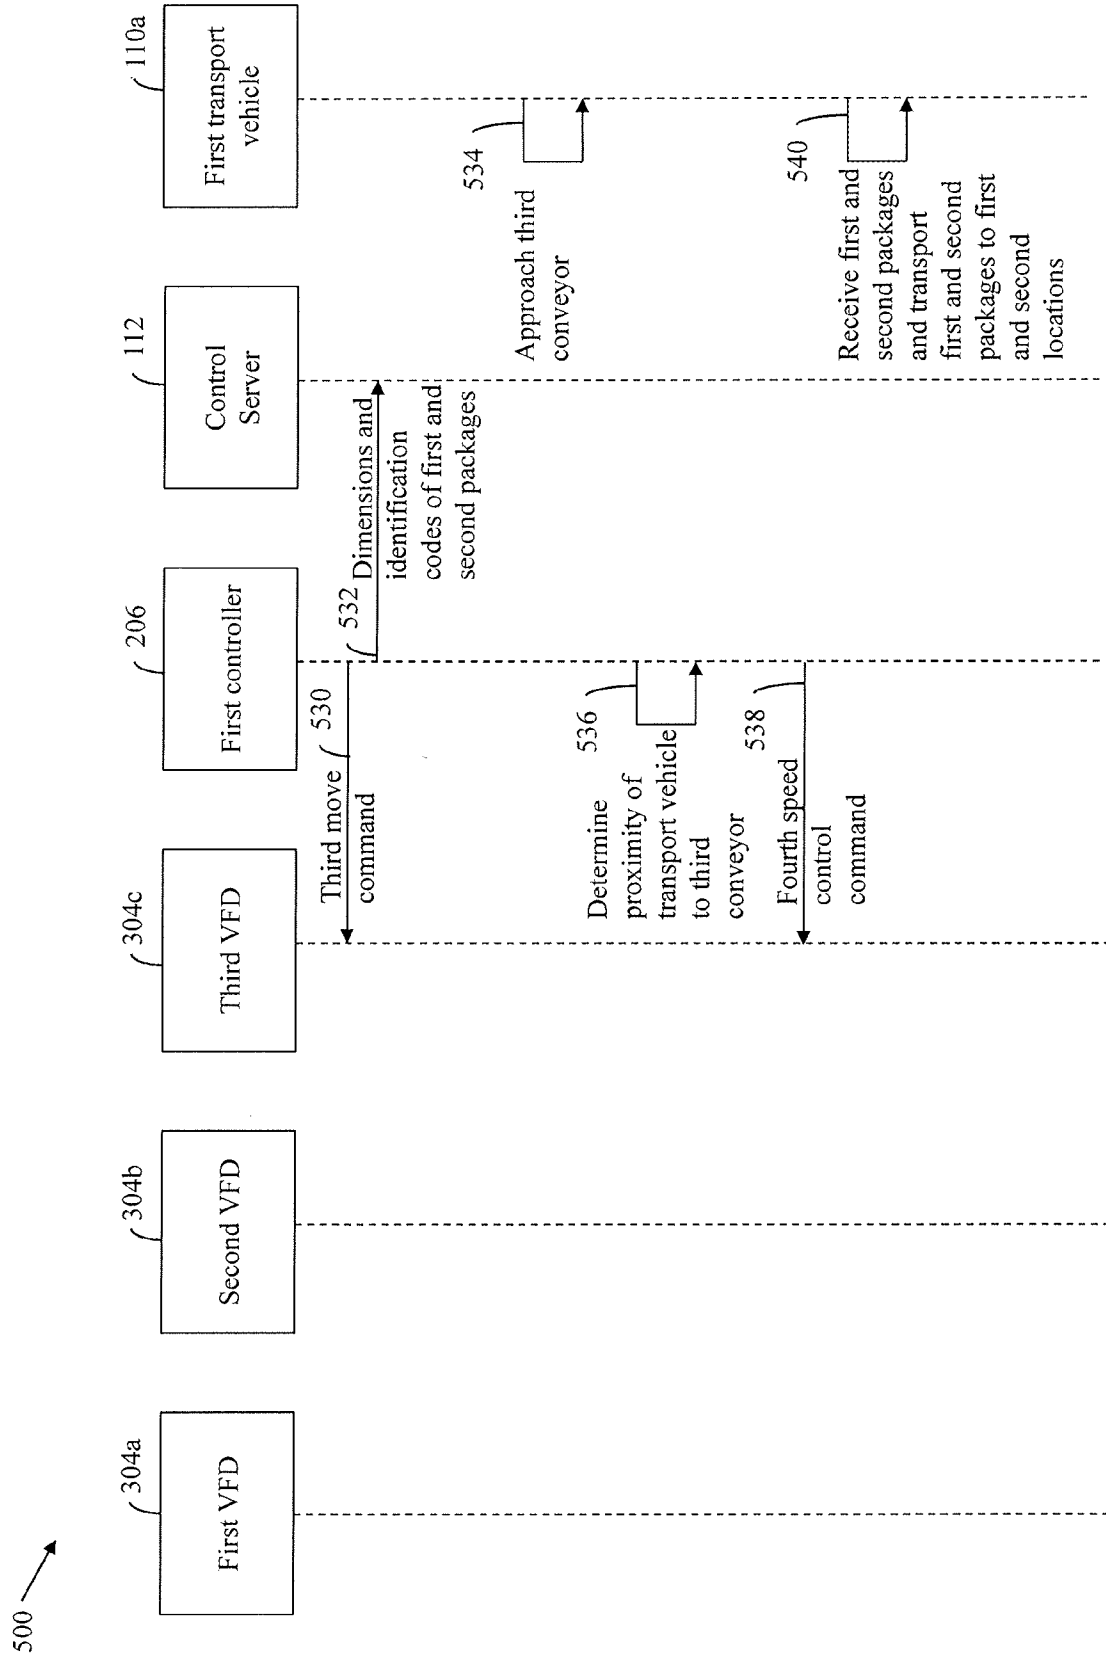 500
304a
304b
304c
206
112
110a
First VFD
Second VFD
Third VFD
First controller
Control
Server
First transport
vehicle
Third move
command
530
532
Dimensions and
identification
codes of first and
second packages
534
Approach third
conveyor
536
Determine
proximity of
transport vehicle
to third
conveyor
538
Fourth speed
control
command
540
Receive first and
second packages
and transport
first and second
packages to first
and second
locations